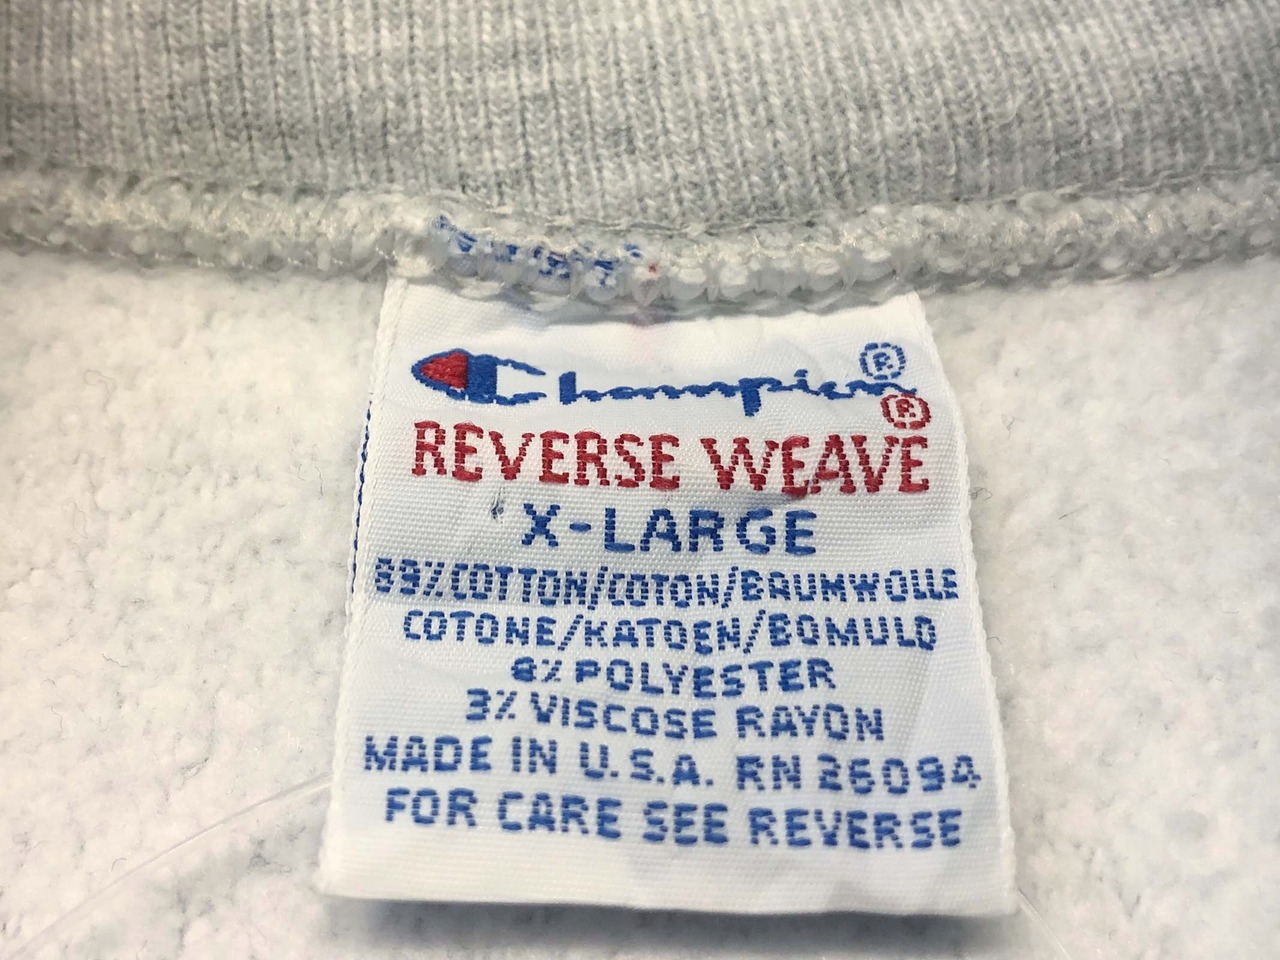 Champion®
REVERSE WEAVE®
X-LARGE
89% COTTON/COTON/BAUMWOLLE
COTONE/KATOEN/BOMULD
8% POLYESTER
3% VISCOSE RAYON
MADE IN U.S.A. RN 26094
FOR CARE SEE REVERSE